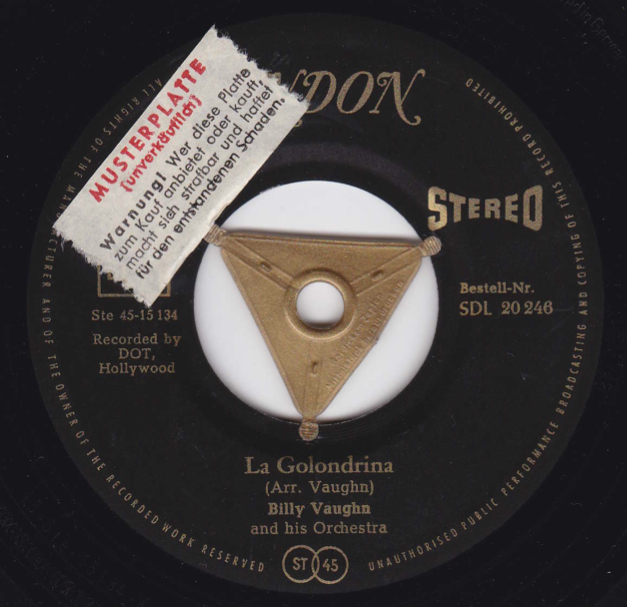 MUSTERPLATTE
(unverkäuflich)
Warnung! Wer diese Platte
zum Kauf anbietet oder kauft,
macht sich strafbar und haftet
für den entstandenen Schaden.
NDON
STEREO
Bestell-Nr.
SDL 20 246
Ste 45-15 134
Recorded by
DOT,
Hollywood
La Golondrina
(Arr. Vaughn)
Billy Vaughn
and his Orchestra
ST 45
ALL RIGHTS OF THE MANUFACTURER AND OF THE OWNER OF THE RECORDED WORK RESERVED
UNAUTHORISED PUBLIC PERFORMANCE BROADCASTING AND COPYING OF THIS RECORD PROHIBITED